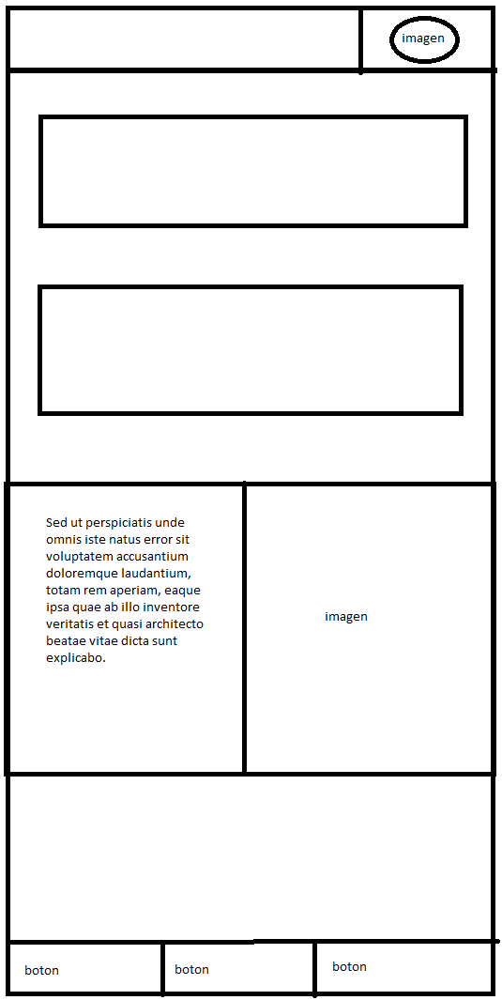 imagen
Sed ut perspiciatis unde
omnis iste natus error sit
voluptatem accusantium
doloremque laudantium,
totam rem aperiam, eaque
ipsa quae ab illo inventore
veritatis et quasi architecto
beatae vitae dicta sunt
explicabo.
imagen
boton
boton
boton